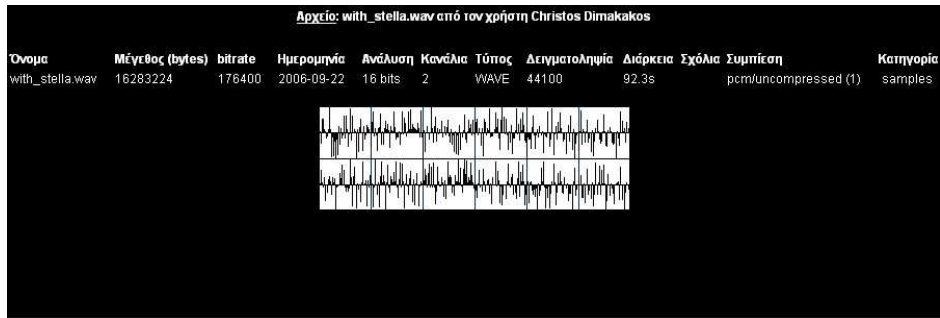 Αρχείο: with_stella.wav από τον χρήστη Christos Dimakakos
Όνομα Μέγεθος (bytes) bitrate Ημερομηνία Ανάλυση Κανάλια Τύπος Δειγματοληψία Διάρκεια Σχόλια Συμπίεση Κατηγορία
with_stella.wav 16283224 176400 2006-09-22 16 bits 2 WAVE 44100 92.3s pcm/uncompressed (1) samples